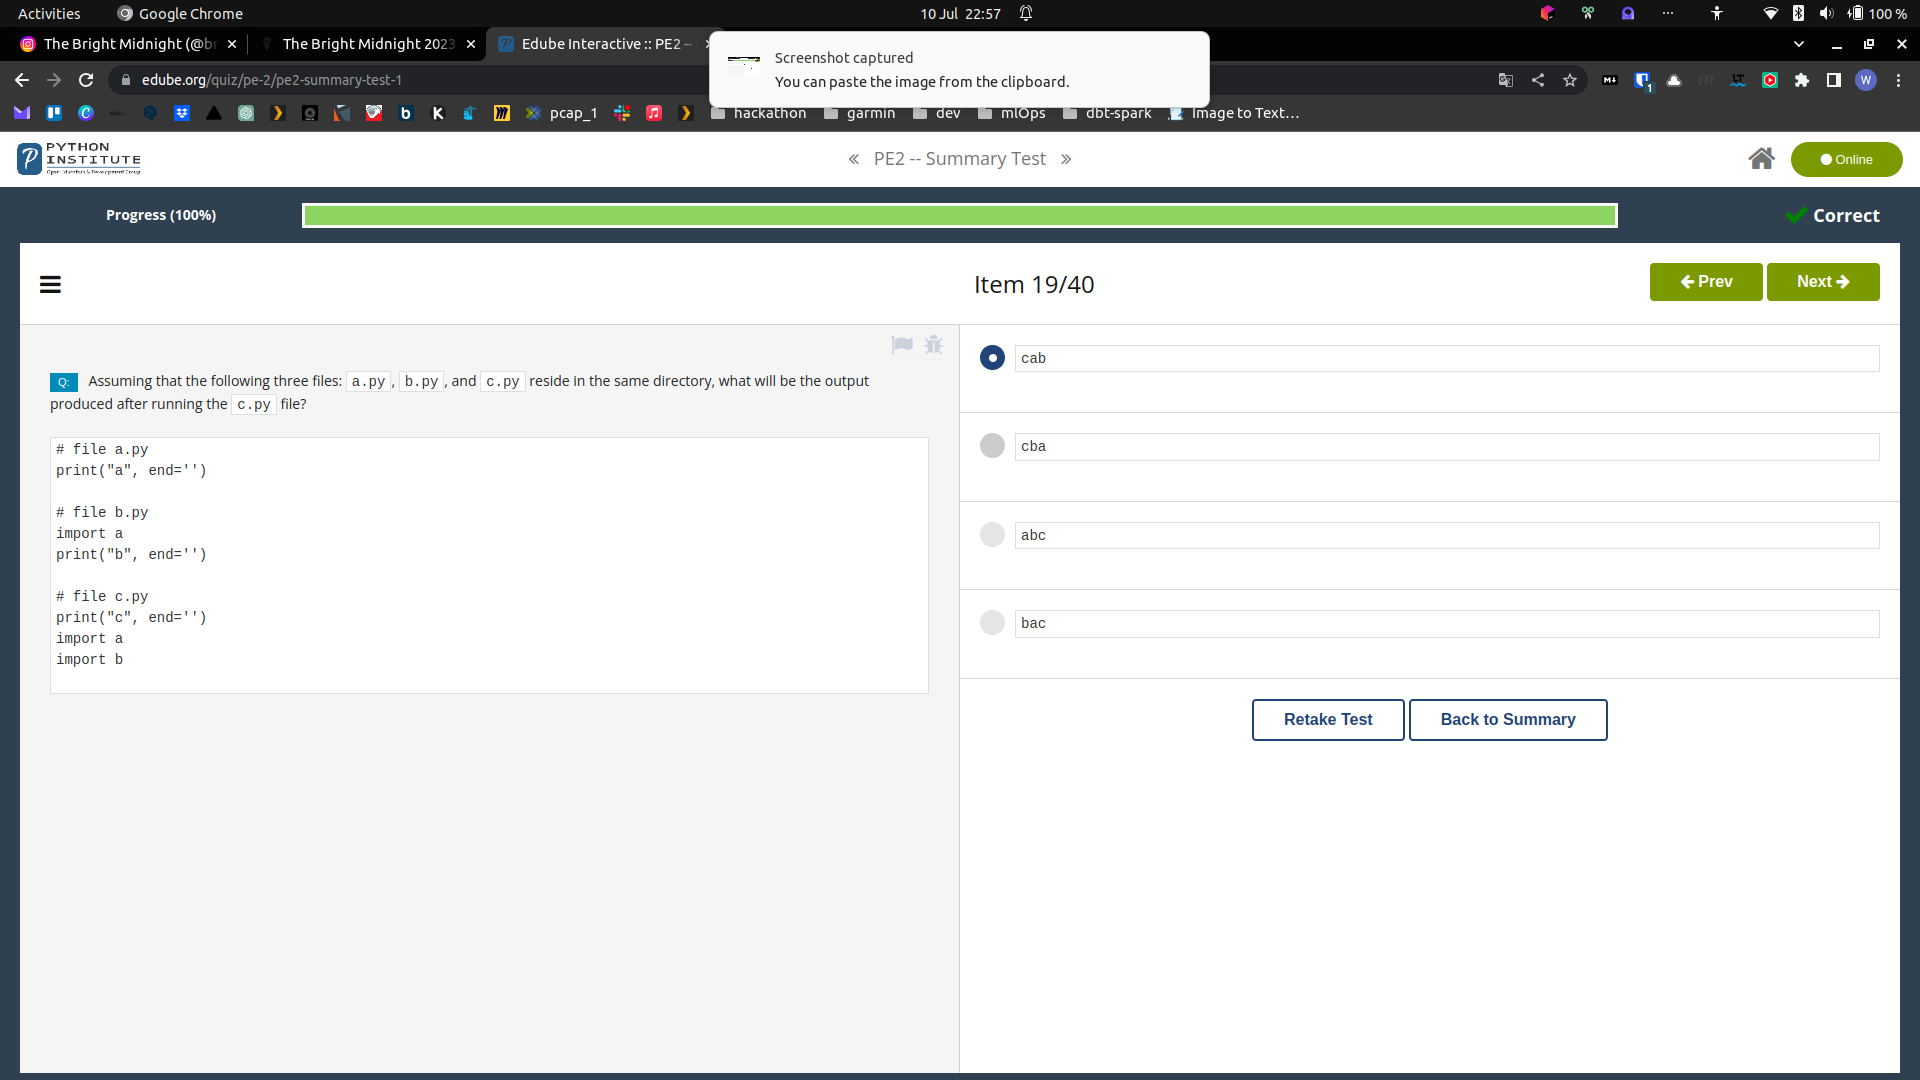 Activities
Google Chrome
10 Jul 22:57
100 %
The Bright Midnight (@br
The Bright Midnight 2023
Edube Interactive :: PE2 –
Screenshot captured
You can paste the image from the clipboard.
edube.org/quiz/pe-2/pe2-summary-test-1
pcap_1
hackathon
garmin
dev
mlOps
dbt-spark
Image to Text…
PYTHON
INSTITUTE
Open Education & Development Group
« PE2 -- Summary Test »
Online
Progress (100%)
Correct
Item 19/40
Prev
Next
Q: Assuming that the following three files: a.py, b.py, and c.py reside in the same directory, what will be the output
produced after running the c.py file?
# file a.py
print("a", end='')
# file b.py
import a
print("b", end='')
# file c.py
print("c", end='')
import a
import b
cab
cba
abc
bac
Retake Test
Back to Summary